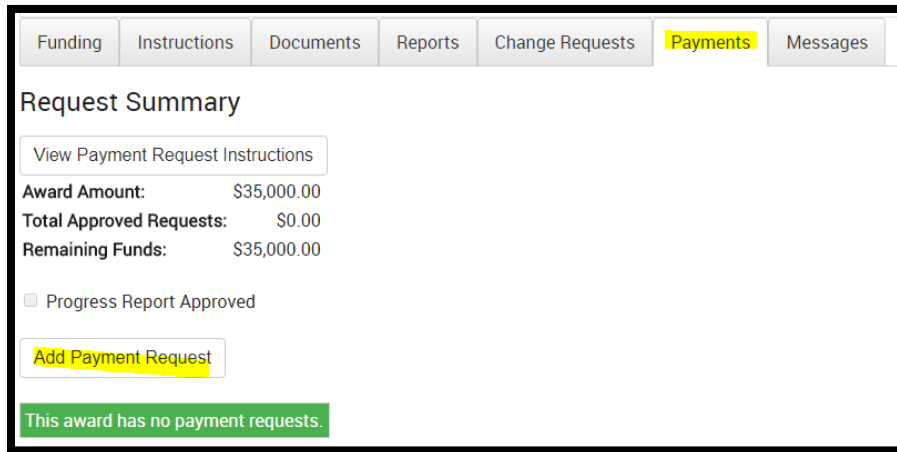 Funding Instructions Documents Reports Change Requests Payments Messages
Request Summary
View Payment Request Instructions
Award Amount: $35,000.00
Total Approved Requests: $0.00
Remaining Funds: $35,000.00
Progress Report Approved
Add Payment Request
This award has no payment requests.